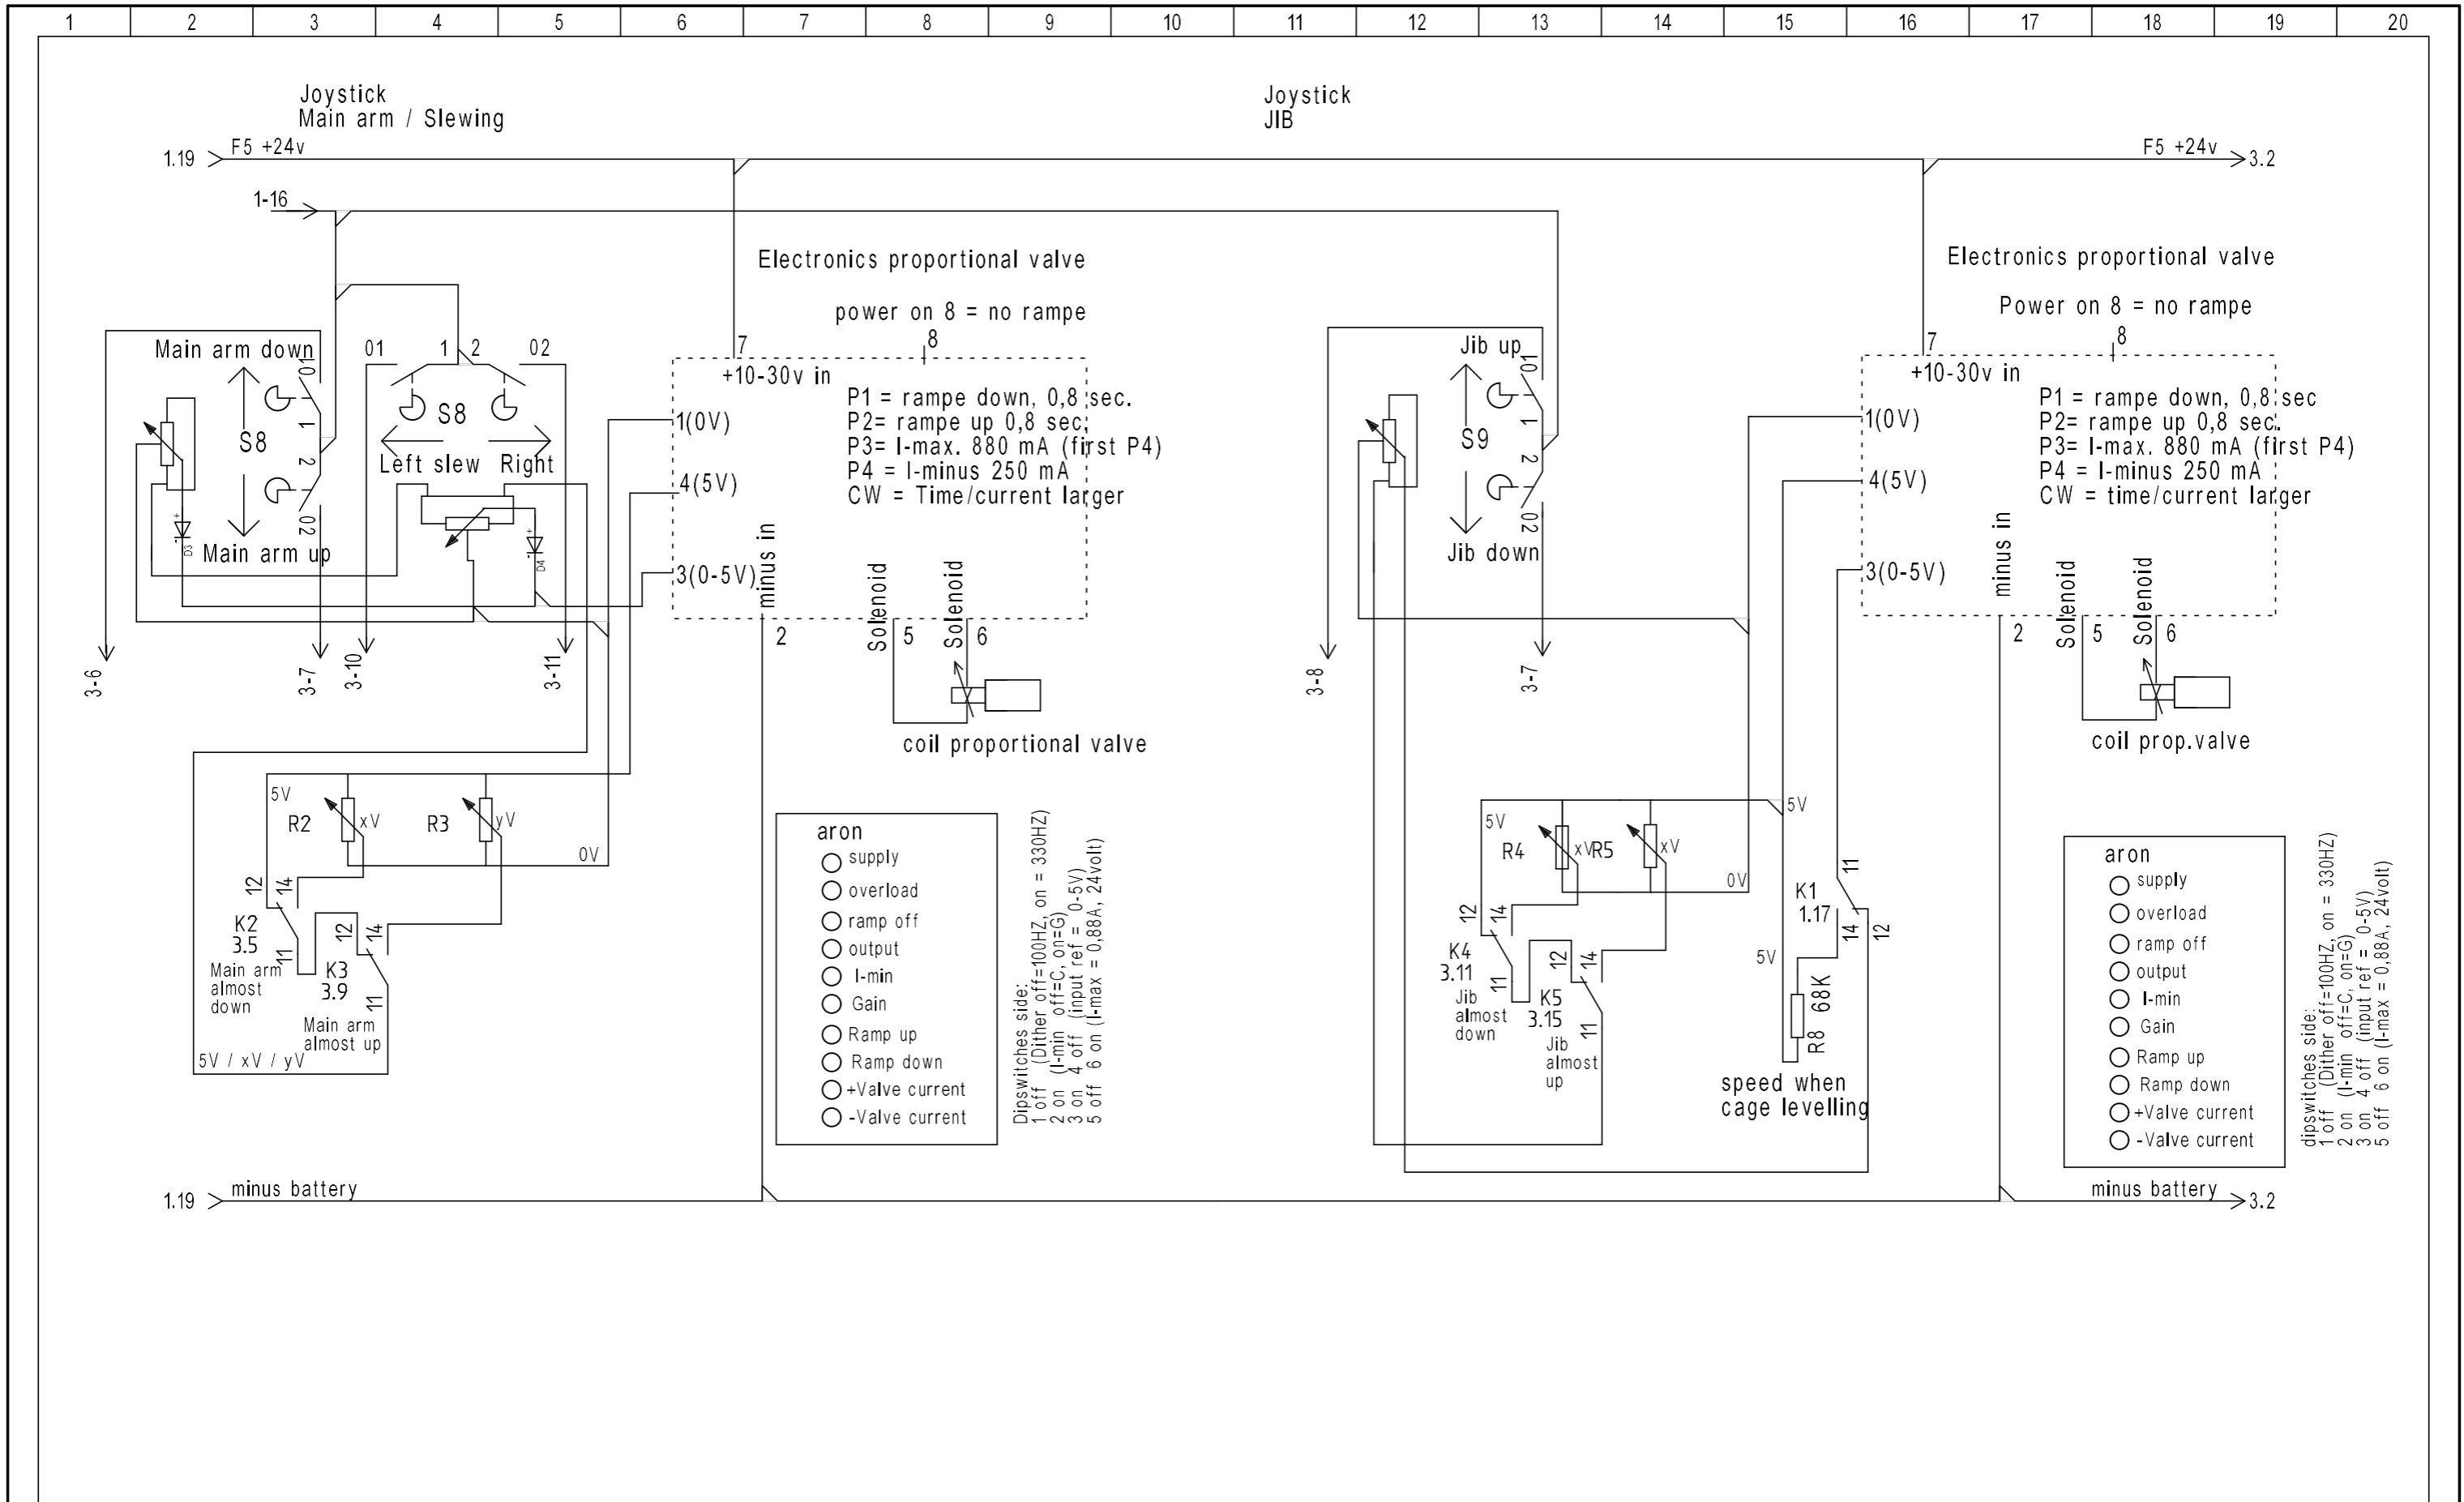 1 2 3 4 5 6 7 8 9 10 11 12 13 14 15 16 17 18 19 20
Joystick
Main arm / Slewing
Joystick
JIB
1.19
F5 +24v
F5 +24v
3.2
1-16
Electronics proportional valve
power on 8 = no rampe
8
7
+10-30v in
P1 = rampe down, 0,8 sec.
P2= rampe up 0,8 sec.
P3= I-max. 880 mA (first P4)
P4 = I-minus 250 mA
CW = Time/current larger
1(0V)
4(5V)
3(0-5V)
minus in
2
Solenoid
5
Solenoid
6
coil proportional valve
Main arm down
S8
Main arm up
01
1
2
02
D3
+
-
01
1
2
02
S8
Left slew
Right
D4
+
-
3-6
3-7
3-10
3-11
5V
R2
xV
R3
yV
0V
12
14
K2
3.5
11
Main arm
almost
down
12
14
K3
3.9
11
Main arm
almost up
5V / xV / yV
aron
supply
overload
ramp off
output
I-min
Gain
Ramp up
Ramp down
+Valve current
-Valve current
Dipswitches side:
1 off (Dither off=100HZ, on = 330HZ)
2 on (I-min off=C, on=G)
3 on 4 off (input ref = 0-5V)
5 off 6 on (I-max = 0,88A, 24volt)
Jib up
S9
Jib down
01
1
2
02
3-8
3-7
Electronics proportional valve
Power on 8 = no rampe
8
7
+10-30v in
P1 = rampe down, 0,8 sec
P2= rampe up 0,8 sec.
P3= I-max. 880 mA (first P4)
P4 = I-minus 250 mA
CW = time/current larger
1(0V)
4(5V)
3(0-5V)
minus in
2
Solenoid
5
Solenoid
6
coil prop.valve
5V
5V
R4
xV
R5
xV
0V
12
14
K4
3.11
11
Jib
almost
down
12
14
K5
3.15
11
Jib
almost
up
11
K1
1.17
14
12
5V
R8 68K
speed when
cage levelling
aron
supply
overload
ramp off
output
I-min
Gain
Ramp up
Ramp down
+Valve current
-Valve current
dipswitches side:
1 off (Dither off=100HZ, on = 330HZ)
2 on (I-min off=C, on=G)
3 on 4 off (input ref = 0-5V)
5 off 6 on (I-max = 0,88A, 24volt)
1.19
minus battery
minus battery
3.2